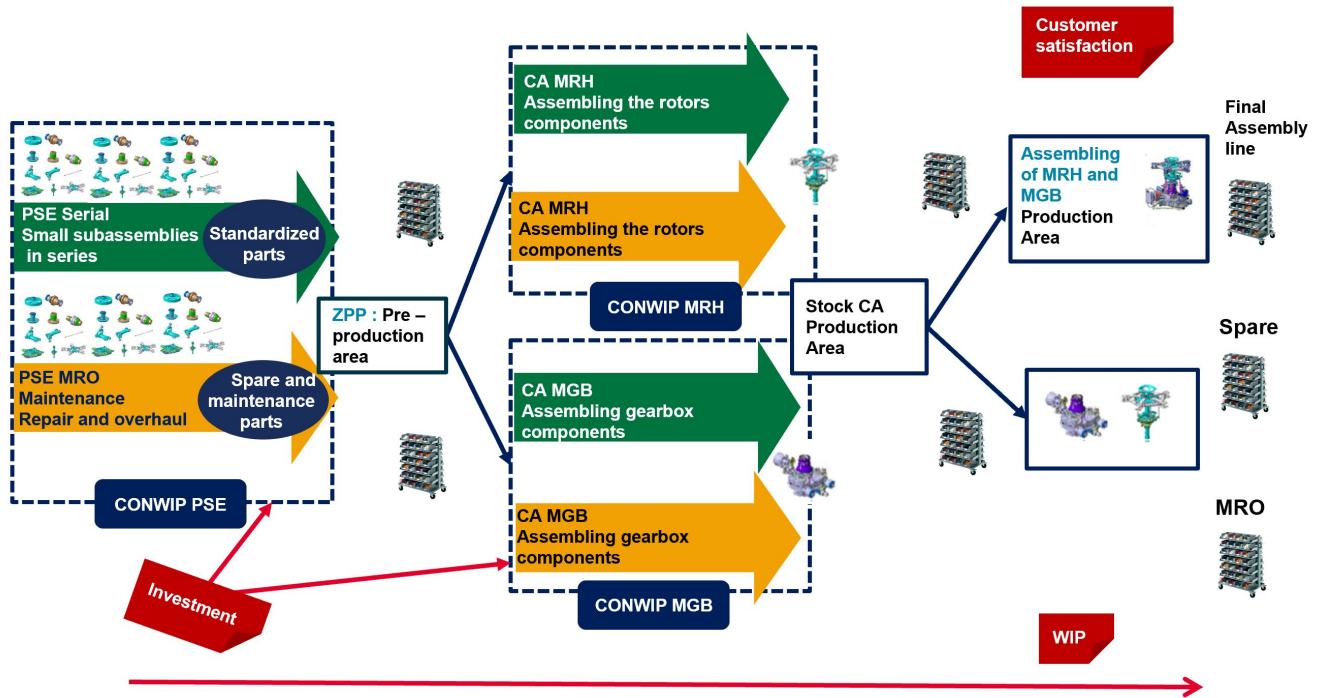 Customer
satisfaction
CA MRH
Assembling the rotors
components
Final
Assembly
line
Assembling
of MRH and
MGB
Production
Area
PSE Serial
Small subassemblies
in series
Standardized
parts
CA MRH
Assembling the rotors
components
CONWIP MRH
ZPP : Pre –
production
area
Stock CA
Production
Area
Spare
PSE MRO
Maintenance
Repair and overhaul
Spare and
maintenance
parts
CA MGB
Assembling gearbox
components
CONWIP PSE
MRO
CA MGB
Assembling gearbox
components
Investment
CONWIP MGB
WIP